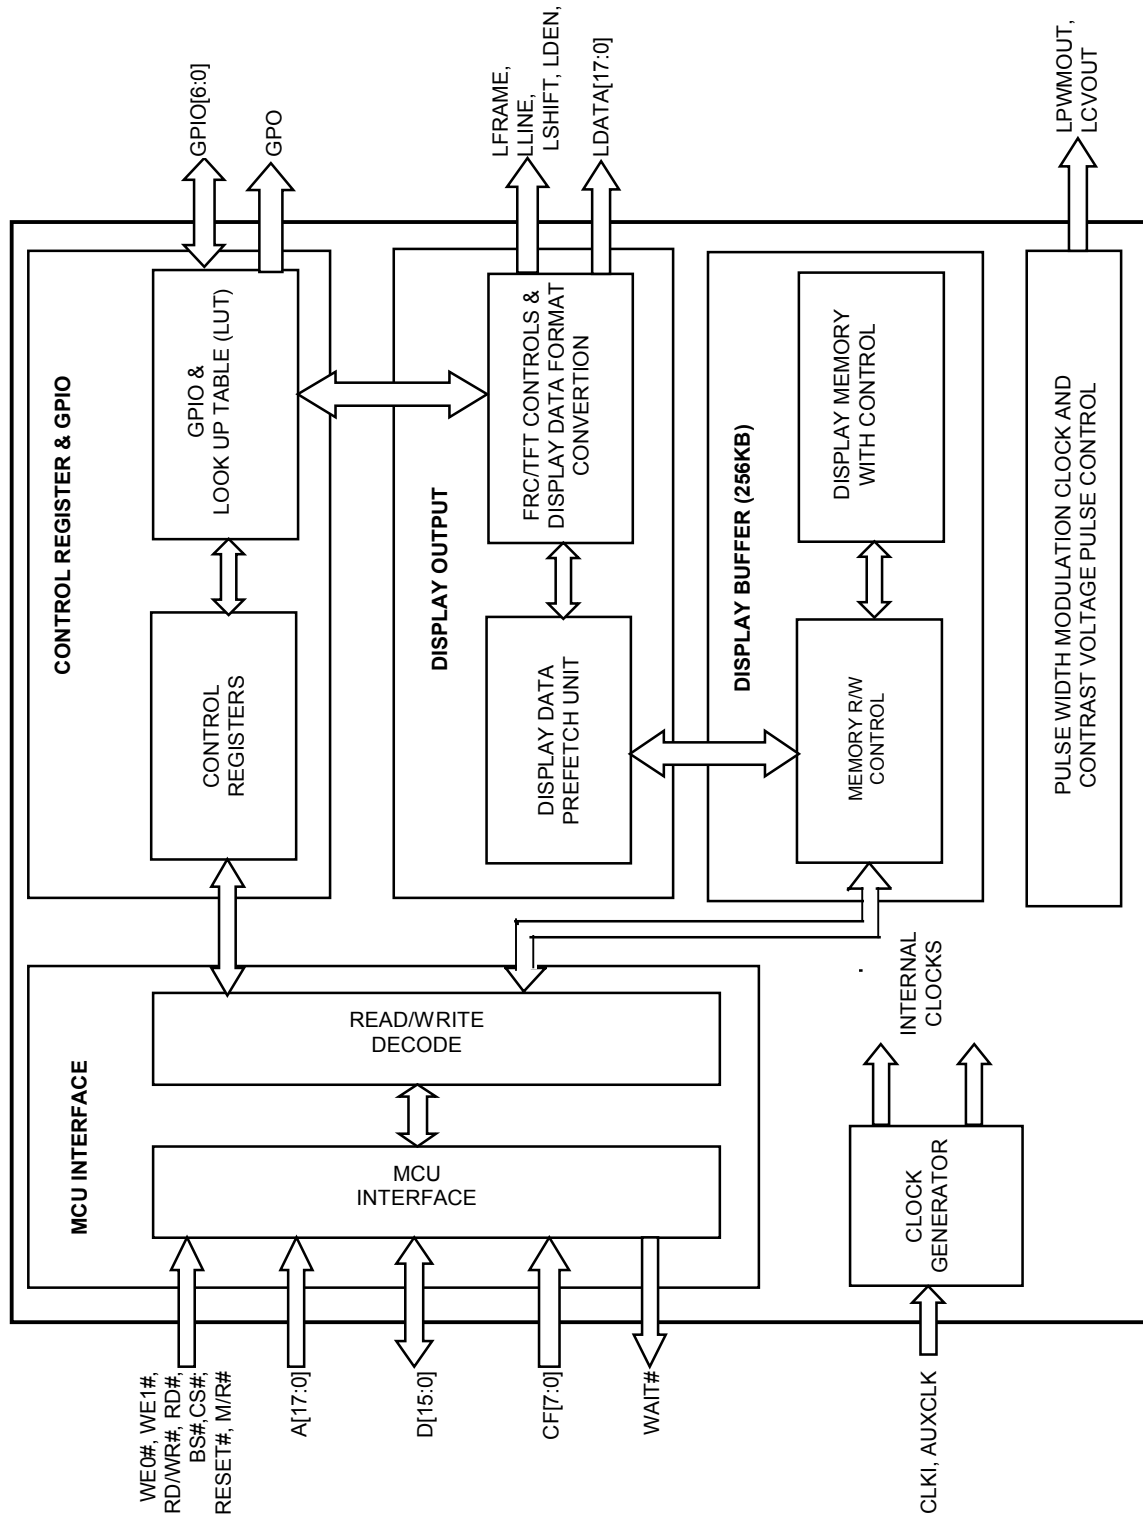 WE0#, WE1#,
RD/WR#, RD#,
BS#,CS#,
RESET#, M/R#
A[17:0]
D[15:0]
CF[7:0]
WAIT#
CLKI, AUXCLK
MCU INTERFACE
MCU
INTERFACE
READ/WRITE
DECODE
CLOCK
GENERATOR
INTERNAL
CLOCKS
CONTROL REGISTER & GPIO
CONTROL
REGISTERS
GPIO &
LOOK UP TABLE (LUT)
DISPLAY OUTPUT
DISPLAY DATA
PREFETCH UNIT
FRC/TFT CONTROLS &
DISPLAY DATA FORMAT
CONVERTION
DISPLAY BUFFER (256KB)
MEMORY R/W
CONTROL
DISPLAY MEMORY
WITH CONTROL
PULSE WIDTH MODULATION CLOCK AND
CONTRAST VOLTAGE PULSE CONTROL
GPIO[6:0]
GPO
LFRAME,
LLINE,
LSHIFT, LDEN,
LDATA[17:0]
LPWMOUT,
LCVOUT